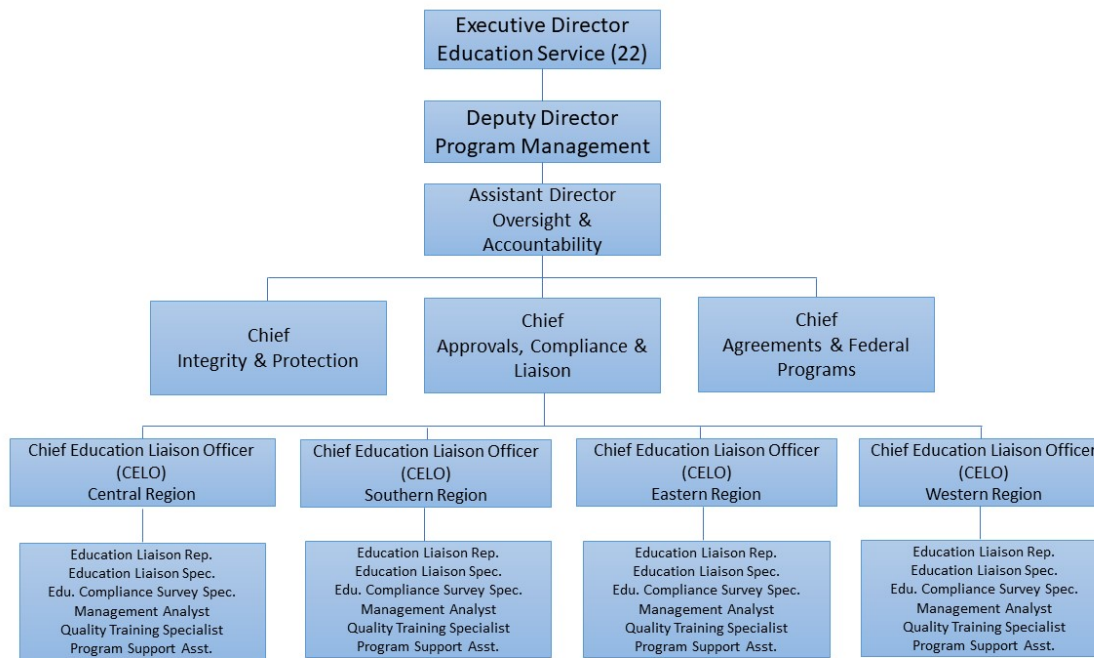 Executive Director
Education Service (22)
Deputy Director
Program Management
Assistant Director
Oversight &
Accountability
Chief
Integrity & Protection
Chief
Approvals, Compliance &
Liaison
Chief
Agreements & Federal
Programs
Chief Education Liaison Officer
(CELO)
Central Region
Chief Education Liaison Officer
(CELO)
Southern Region
Chief Education Liaison Officer
(CELO)
Eastern Region
Chief Education Liaison Officer
(CELO)
Western Region
Education Liaison Rep.
Education Liaison Spec.
Edu. Compliance Survey Spec.
Management Analyst
Quality Training Specialist
Program Support Asst.
Education Liaison Rep.
Education Liaison Spec.
Edu. Compliance Survey Spec.
Management Analyst
Quality Training Specialist
Program Support Asst.
Education Liaison Rep.
Education Liaison Spec.
Edu. Compliance Survey Spec.
Management Analyst
Quality Training Specialist
Program Support Asst.
Education Liaison Rep.
Education Liaison Spec.
Edu. Compliance Survey Spec.
Management Analyst
Quality Training Specialist
Program Support Asst.